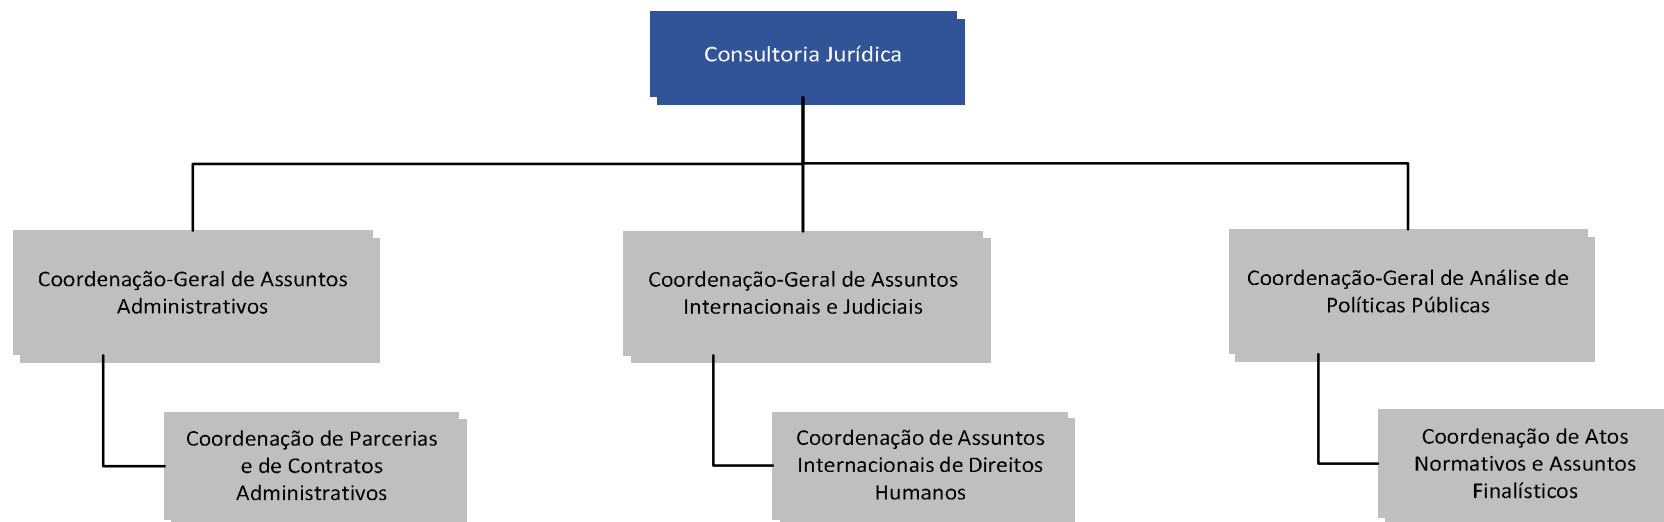 Consultoria Jurídica
Coordenação-Geral de Assuntos
Administrativos
Coordenação-Geral de Assuntos
Internacionais e Judiciais
Coordenação-Geral de Análise de
Políticas Públicas
Coordenação de Parcerias
e de Contratos
Administrativos
Coordenação de Assuntos
Internacionais de Direitos
Humanos
Coordenação de Atos
Normativos e Assuntos
Finalísticos